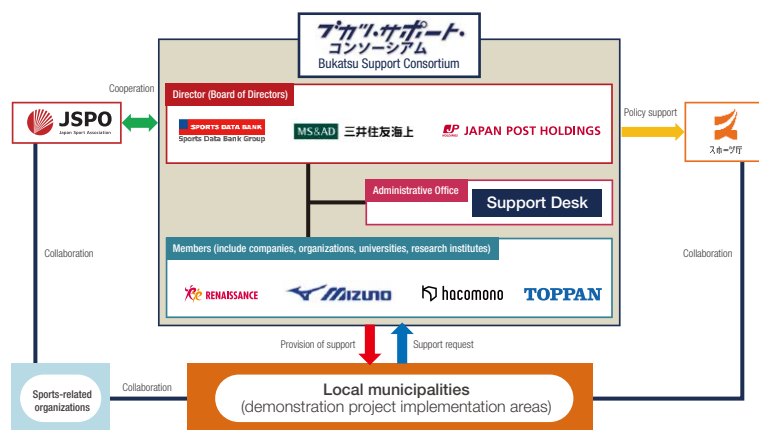 ブカツ・サポート・
コンソーシアム
Bukatsu Support Consortium
Director (Board of Directors)
SPORTS DATA BANK
Sports Data Bank Group
MS&AD 三井住友海上
JP HOLDINGS JAPAN POST HOLDINGS
Cooperation
JSPO
Japan Sport Association
Policy support
スポーツ庁
Administrative Office
Support Desk
Members (include companies, organizations, universities, research institutes)
RENAISSANCE
MIZUNO
hacomono
TOPPAN
Collaboration
Collaboration
Provision of support
Support request
Sports-related
organizations
Collaboration
Local municipalities
(demonstration project implementation areas)